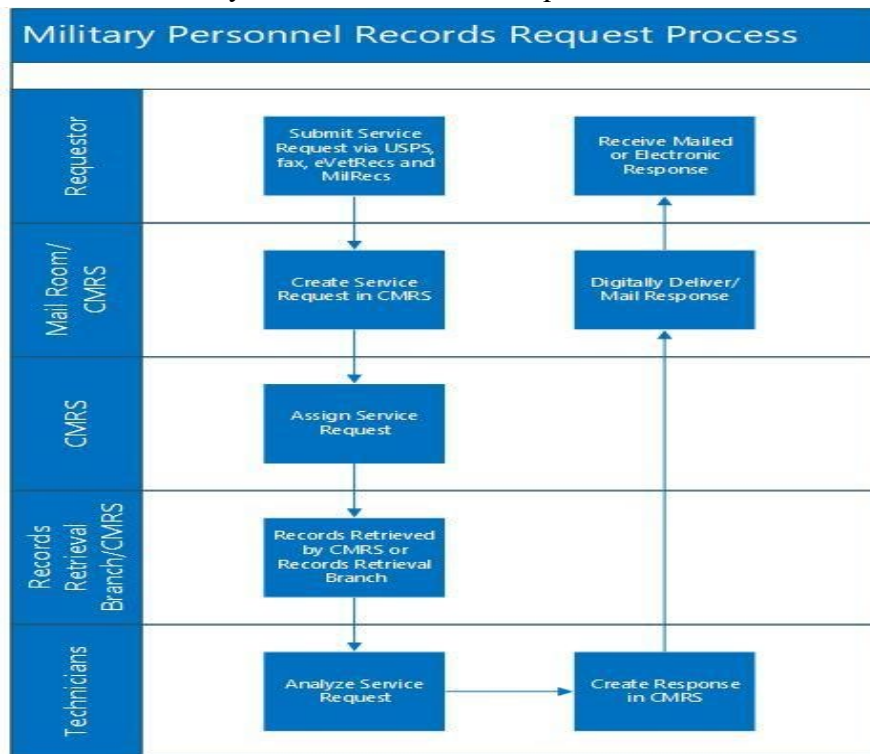 Military Personnel Records Request Process
Requestor
Submit Service
Request via USPS,
fax, eVetRecs and
MilRecs
Receive Mailed
or Electronic
Response
Mail Room/
CMRS
Create Service
Request in CMRS
Digitally Deliver/
Mail Response
CMRS
Assign Service
Request
Records
Retrieval
Branch/CMRS
Records Retrieved
by CMRS or
Records Retrieval
Branch
Technicians
Analyze Service
Request
Create Response
in CMRS